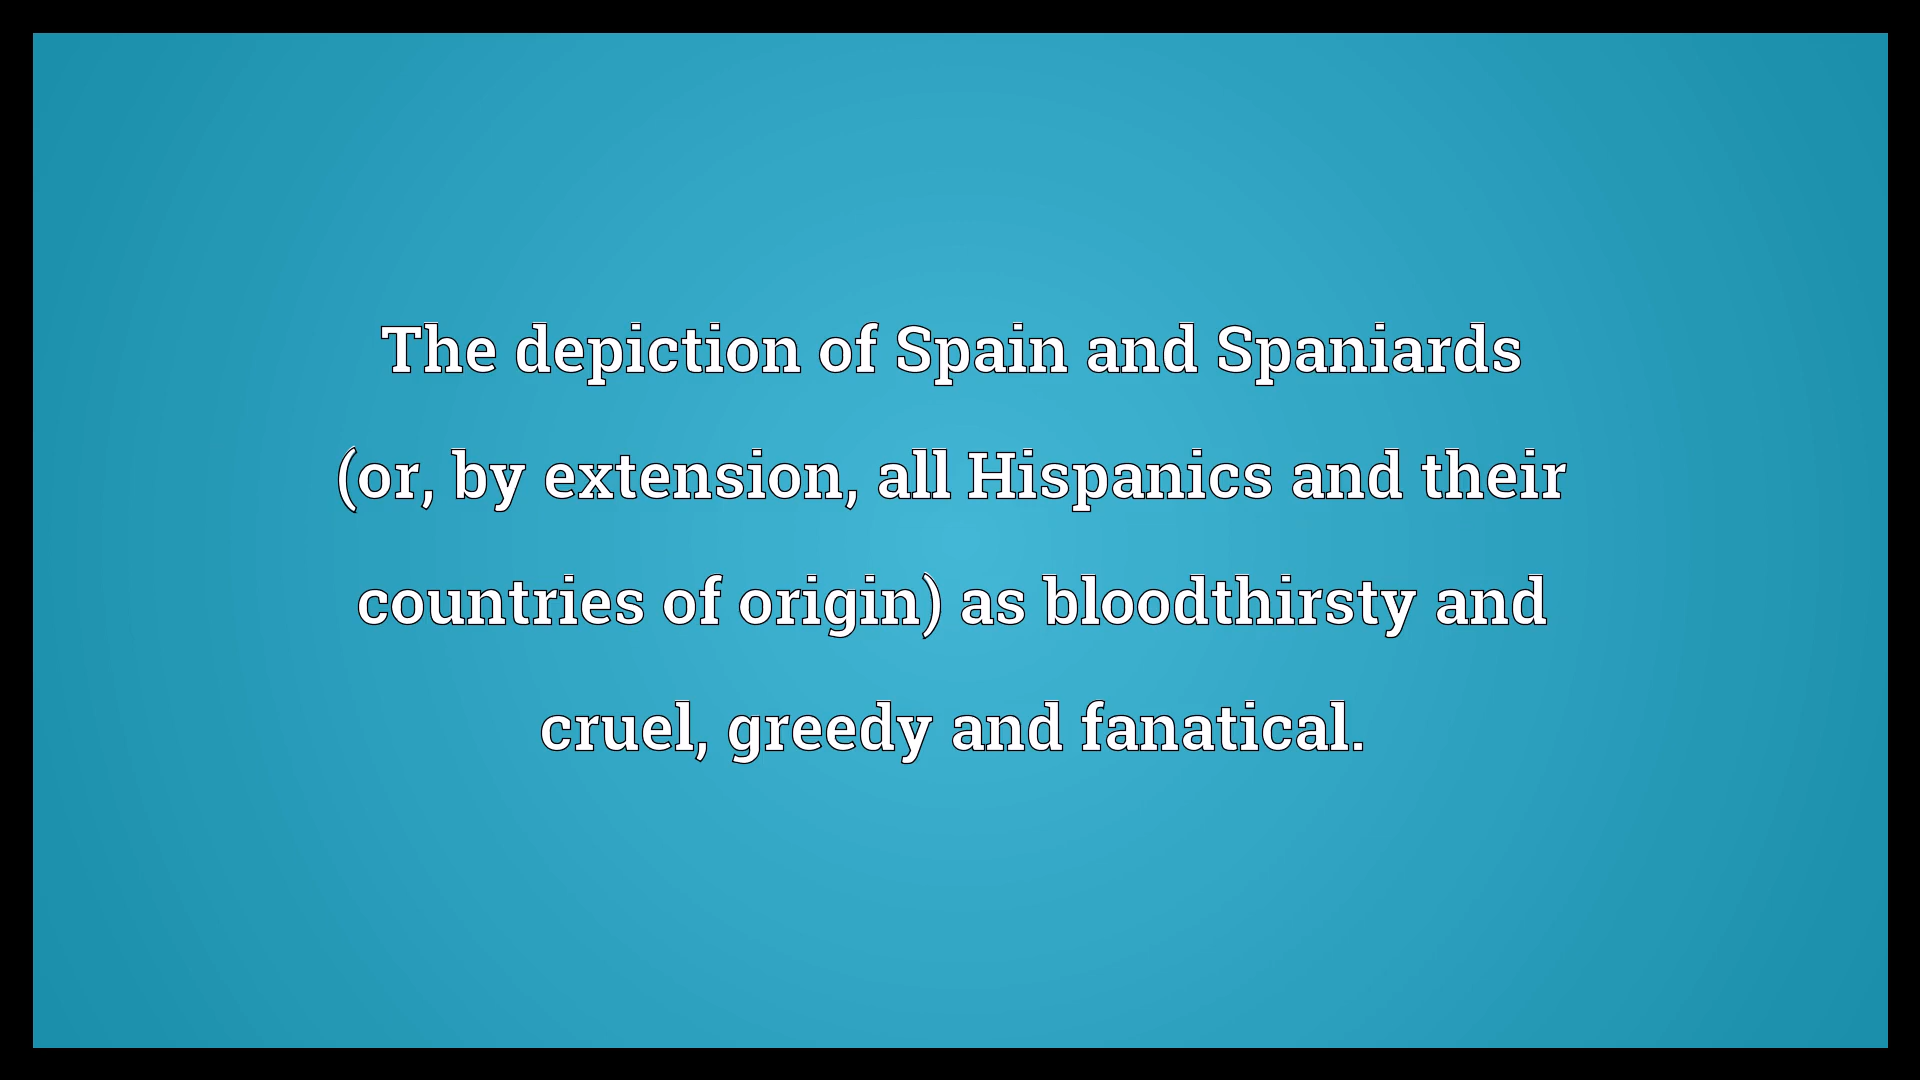 The depiction of Spain and Spaniards
(or, by extension, all Hispanics and their
countries of origin) as bloodthirsty and
cruel, greedy and fanatical.